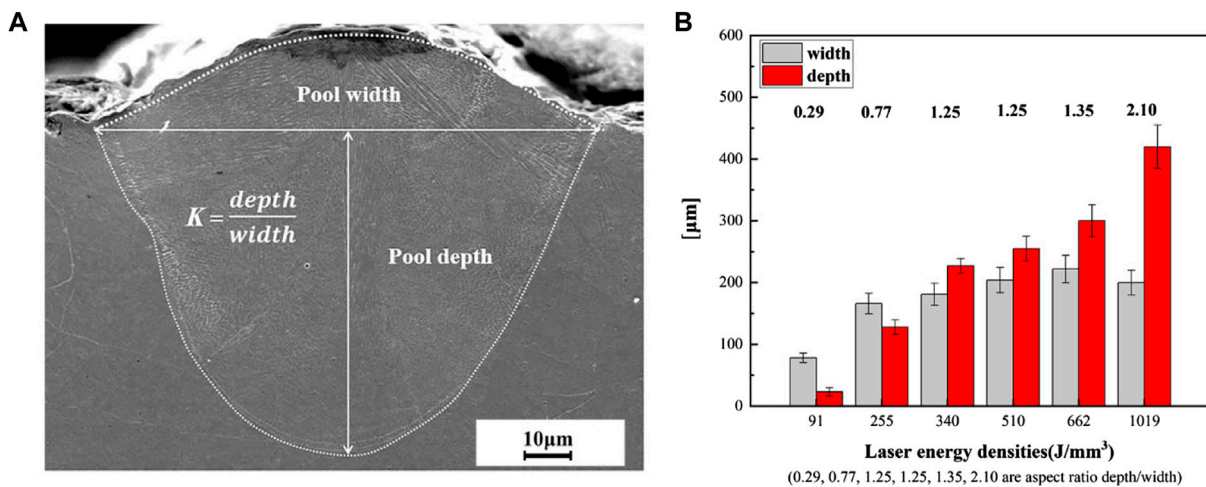 A
Pool width
K = depth / width
Pool depth
10μm
B
[μm]
600
500
400
300
200
100
0
width
depth
0.29 0.77 1.25 1.25 1.35 2.10
91 255 340 510 662 1019
Laser energy densities(J/mm³)
(0.29, 0.77, 1.25, 1.25, 1.35, 2.10 are aspect ratio depth/width)